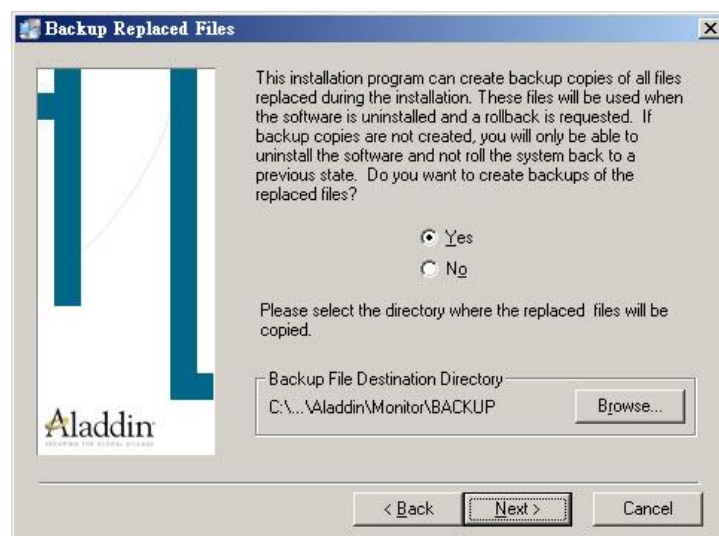 Backup Replaced Files
This installation program can create backup copies of all files
replaced during the installation. These files will be used when
the software is uninstalled and a rollback is requested. If
backup copies are not created, you will only be able to
uninstall the software and not roll the system back to a
previous state. Do you want to create backups of the
replaced files?
Yes
No
Please select the directory where the replaced files will be
copied.
Backup File Destination Directory
C:\...\Aladdin\Monitor\BACKUP
Browse...
Aladdin
SECURING THE GLOBAL VILLAGE
< Back
Next >
Cancel